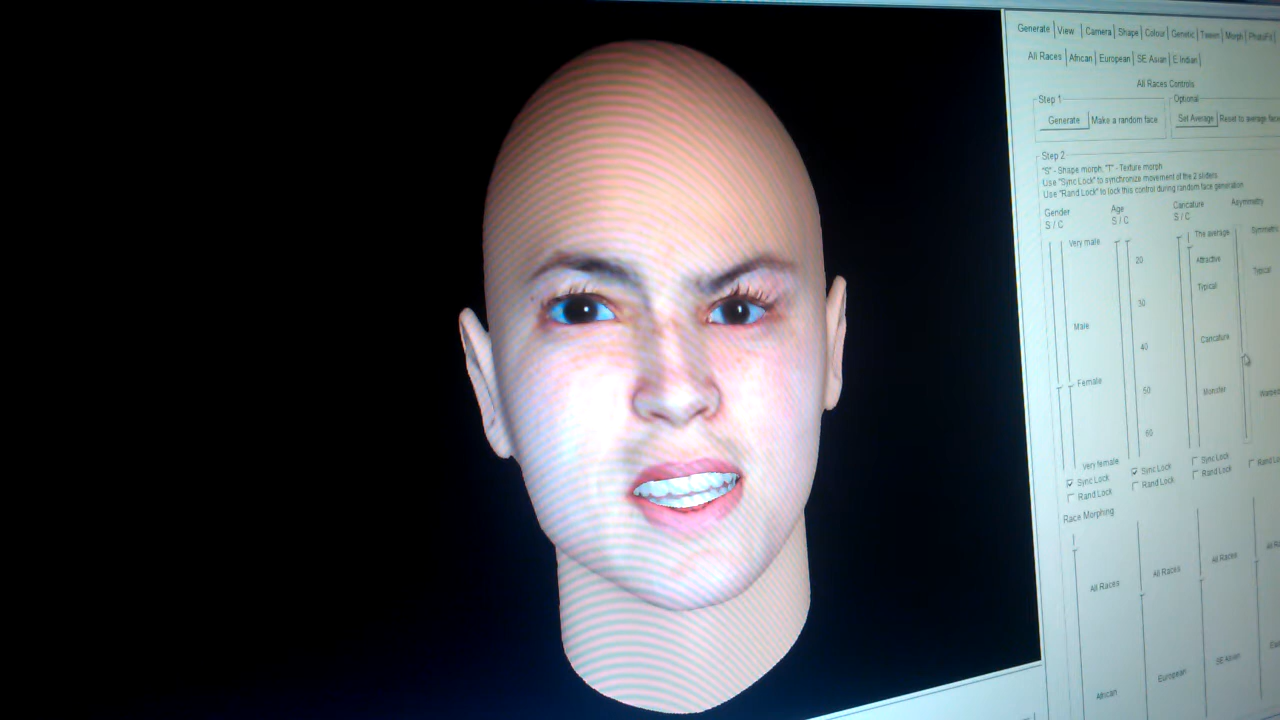 Generate View Camera Shape Colour Genetic Tween Morph PhotoFit
All Races African European SE Asian E Indian
All Races Controls
Step 1
Optional
Generate Make a random face
Set Average Reset to average face
Step 2
"S" - Shape morph, "T" - Texture morph
Use "Sync Lock" to synchronize movement of the 2 sliders.
Use "Rand Lock" to lock this control during random face generation
Gender Age Caricature Asymmetry
S / C S / C S / C
Very male
Male
Female
Very female
20
30
40
50
60
The average
Attractive
Typical
Caricature
Monster
Symmetric
Typical
Warped
Sync Lock Sync Lock Sync Lock
Rand Lock Rand Lock Rand Lock Rand Lo
Race Morphing
All Races All Races All Races All Ra
African European SE Asian